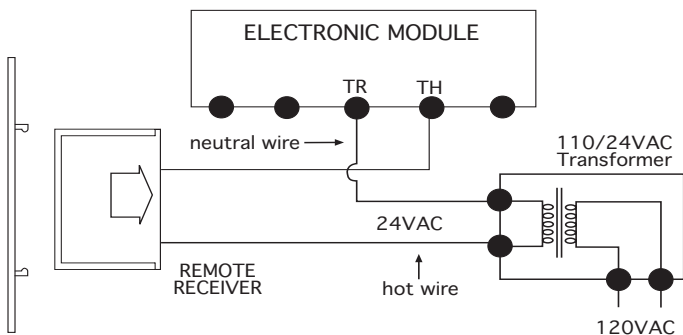 ELECTRONIC MODULE
TR TH
neutral wire
110/24VAC
Transformer
24VAC
REMOTE
RECEIVER
hot wire
120VAC